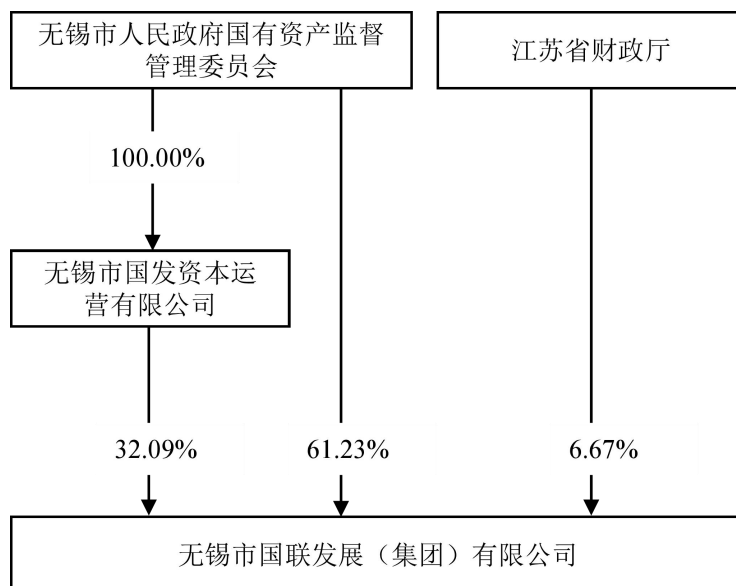 无锡市人民政府国有资产监督
管理委员会
江苏省财政厅
100.00%
无锡市国发资本运
营有限公司
32.09%
61.23%
6.67%
无锡市国联发展（集团）有限公司